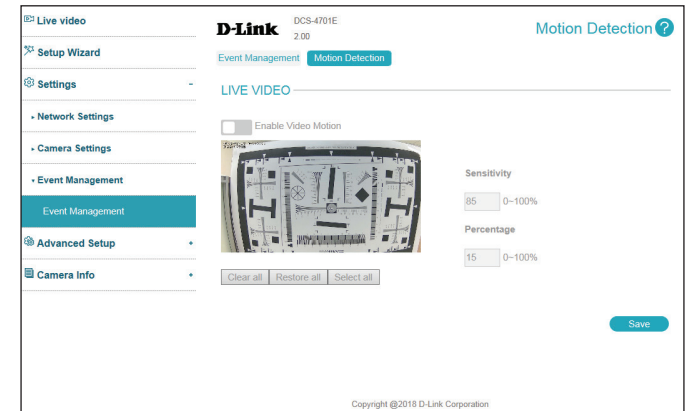 Live video
Setup Wizard
Settings -
Network Settings
Camera Settings
Event Management
Event Management
Advanced Setup +
Camera Info +
D-Link DCS-4701E
2.00
Motion Detection ?
Event Management Motion Detection
LIVE VIDEO
Enable Video Motion
Sensitivity
85 0~100%
Percentage
15 0~100%
Clear all Restore all Select all
Save
Copyright @2018 D-Link Corporation